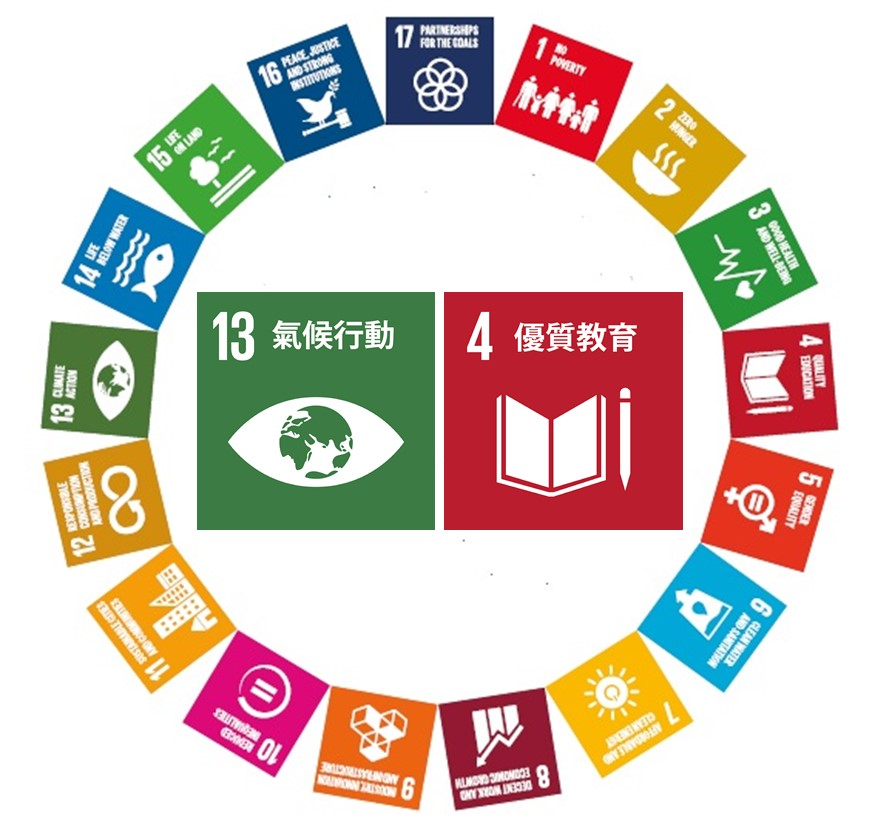 17 PARTNERSHIPS
FOR THE GOALS
1 NO
POVERTY
2 ZERO
HUNGER
3 GOOD HEALTH
AND WELL-BEING
4 QUALITY
EDUCATION
5 GENDER
EQUALITY
6 CLEAN WATER
AND SANITATION
7 AFFORDABLE AND
CLEAN ENERGY
8 DECENT WORK AND
ECONOMIC GROWTH
9 INDUSTRY, INNOVATION
AND INFRASTRUCTURE
10 REDUCED
INEQUALITIES
11 SUSTAINABLE CITIES
AND COMMUNITIES
12 RESPONSIBLE
CONSUMPTION
AND PRODUCTION
13 CLIMATE
ACTION
14 LIFE
BELOW WATER
15 LIFE
ON LAND
16 PEACE, JUSTICE
AND STRONG
INSTITUTIONS
13 氣候行動
4 優質教育